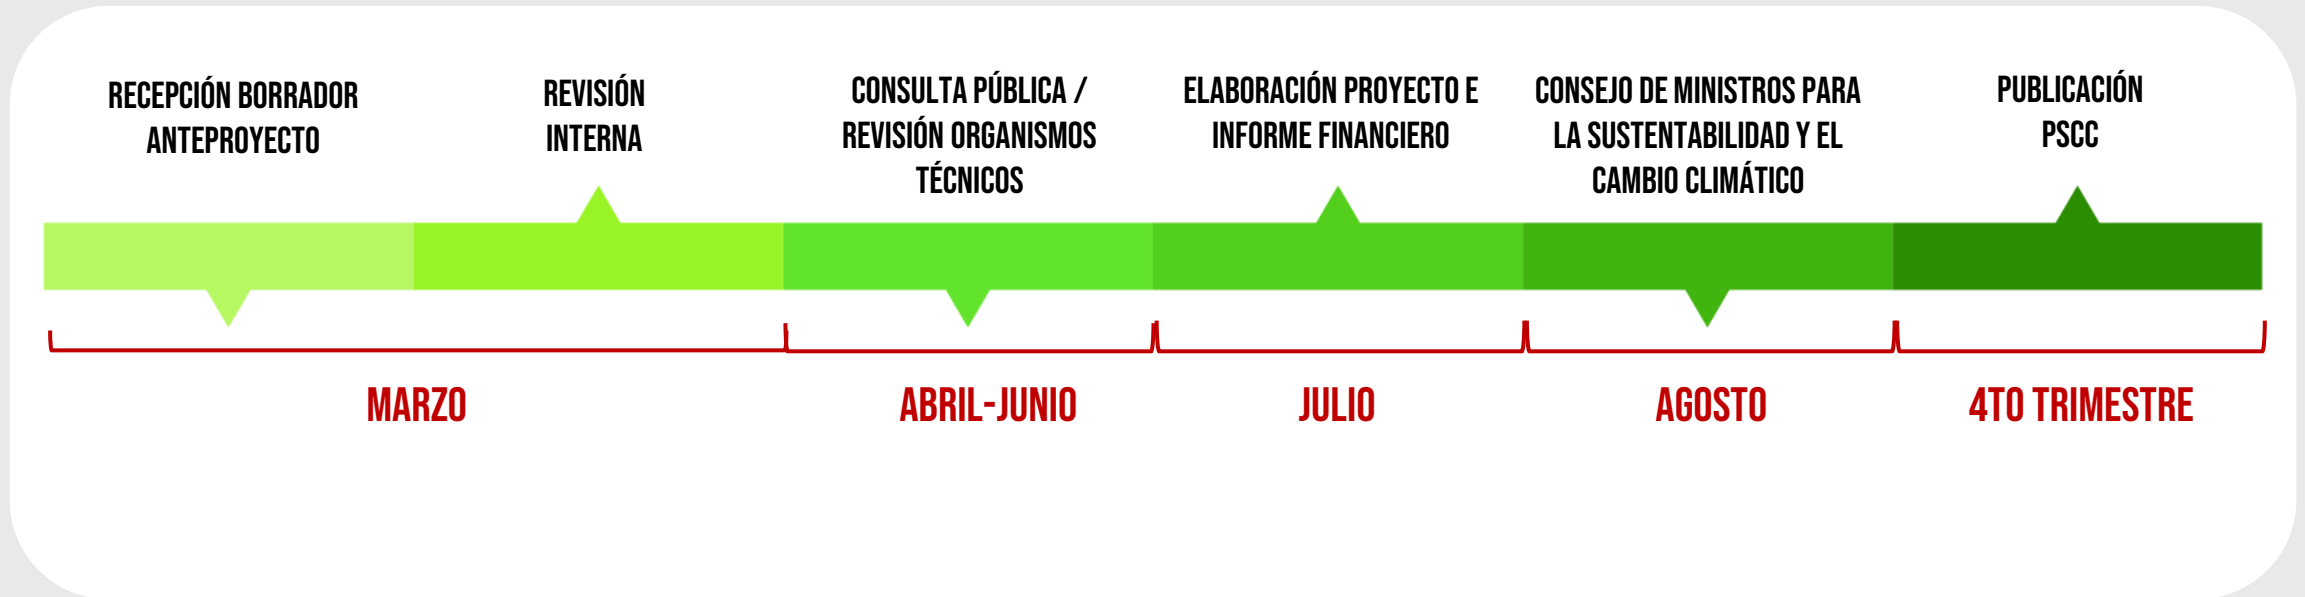 RECEPCIÓN BORRADOR
ANTEPROYECTO
REVISIÓN
INTERNA
CONSULTA PÚBLICA /
REVISIÓN ORGANISMOS
TÉCNICOS
ELABORACIÓN PROYECTO E
INFORME FINANCIERO
CONSEJO DE MINISTROS PARA
LA SUSTENTABILIDAD Y EL
CAMBIO CLIMÁTICO
PUBLICACIÓN
PSCC
MARZO
ABRIL-JUNIO
JULIO
AGOSTO
4TO TRIMESTRE